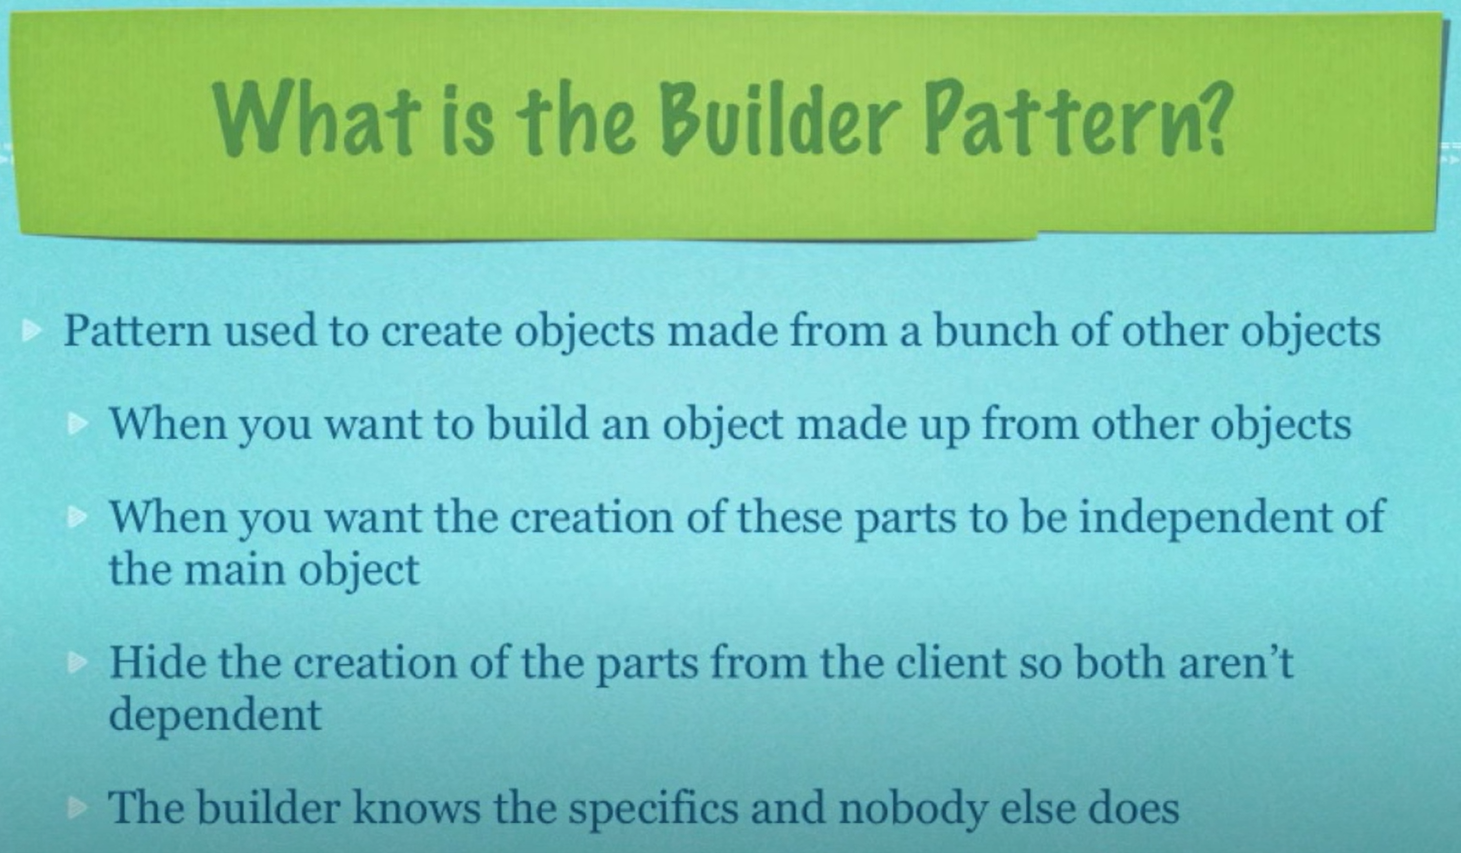 What is the Builder Pattern?
Pattern used to create objects made from a bunch of other objects
When you want to build an object made up from other objects
When you want the creation of these parts to be independent of
the main object
Hide the creation of the parts from the client so both aren’t
dependent
The builder knows the specifics and nobody else does